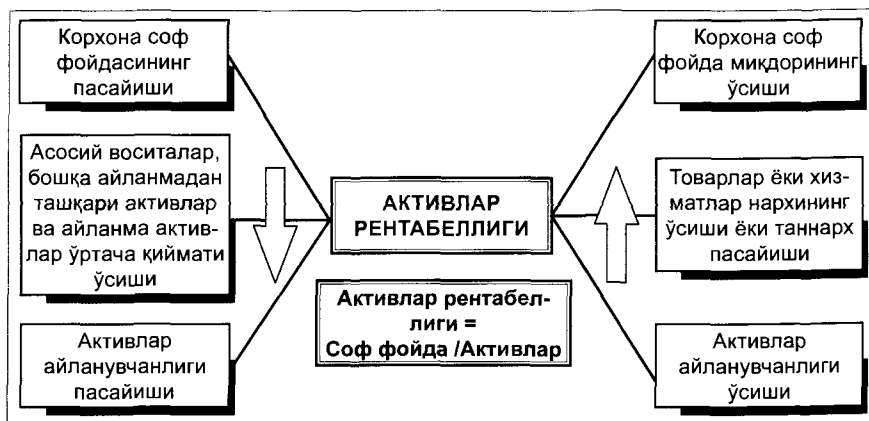 Корхона соф
фойдасининг
пасайиши
Асосий воситалар,
бошқа айланмадан
ташқари активлар
ва айланма актив-
лар ўртача қиймати
ўсиши
Активлар
айланувчанлиги
пасайиши
АКТИВЛАР
РЕНТАБЕЛЛИГИ
Активлар рентабел-
лиги =
Соф фойда /Активлар
Корхона соф
фойда миқдорининг
ўсиши
Товарлар ёки хиз-
матлар нархининг
ўсиши ёки таннарх
пасайиши
Активлар
айланувчанлиги
ўсиши